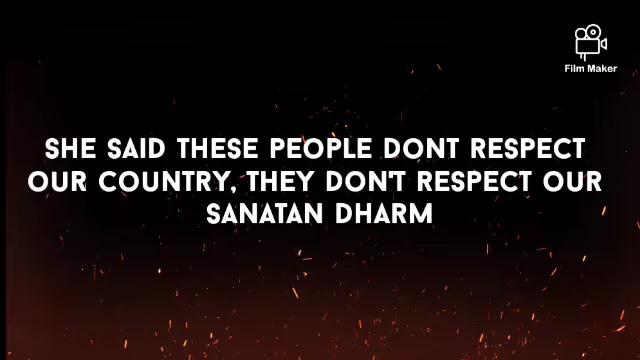 Film Maker
SHE SAID THESE PEOPLE DONT RESPECT
OUR COUNTRY, THEY DON'T RESPECT OUR
SANATAN DHARM